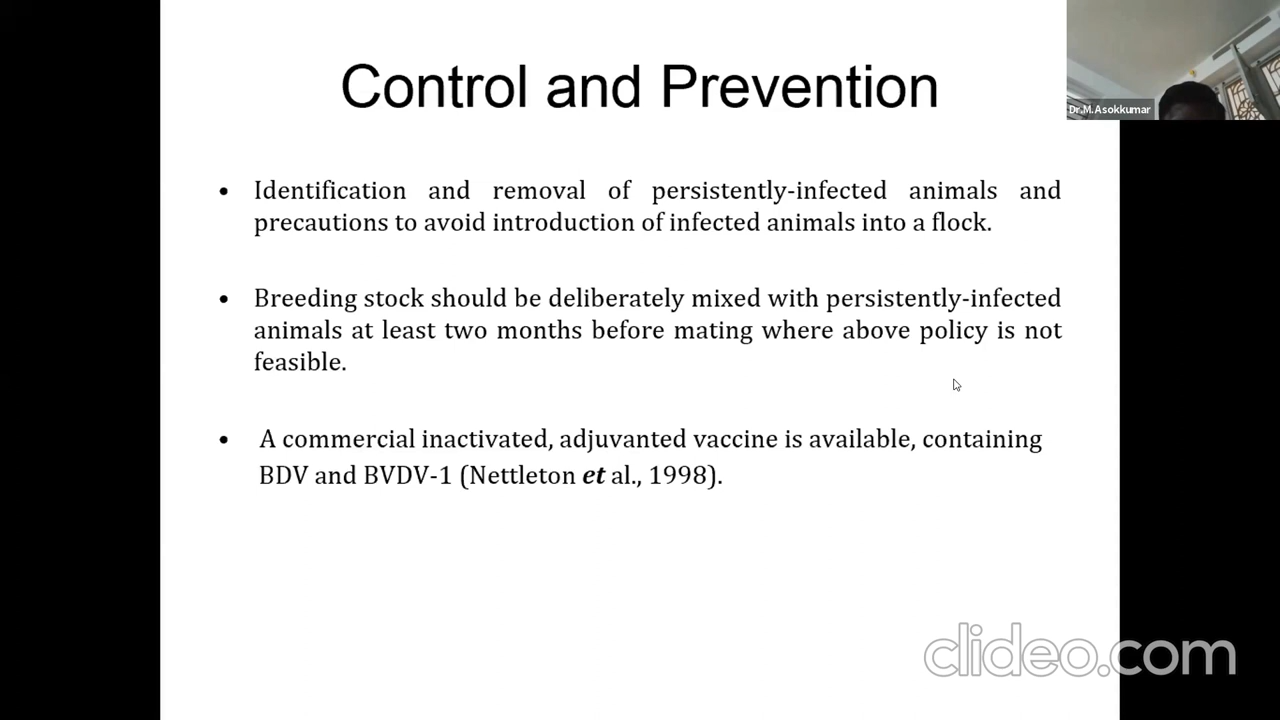 Control and Prevention
Dr.M.Asokkumar
• Identification and removal of persistently-infected animals and
precautions to avoid introduction of infected animals into a flock.
• Breeding stock should be deliberately mixed with persistently-infected
animals at least two months before mating where above policy is not
feasible.
• A commercial inactivated, adjuvanted vaccine is available, containing
BDV and BVDV-1 (Nettleton et al., 1998).
clideo.com